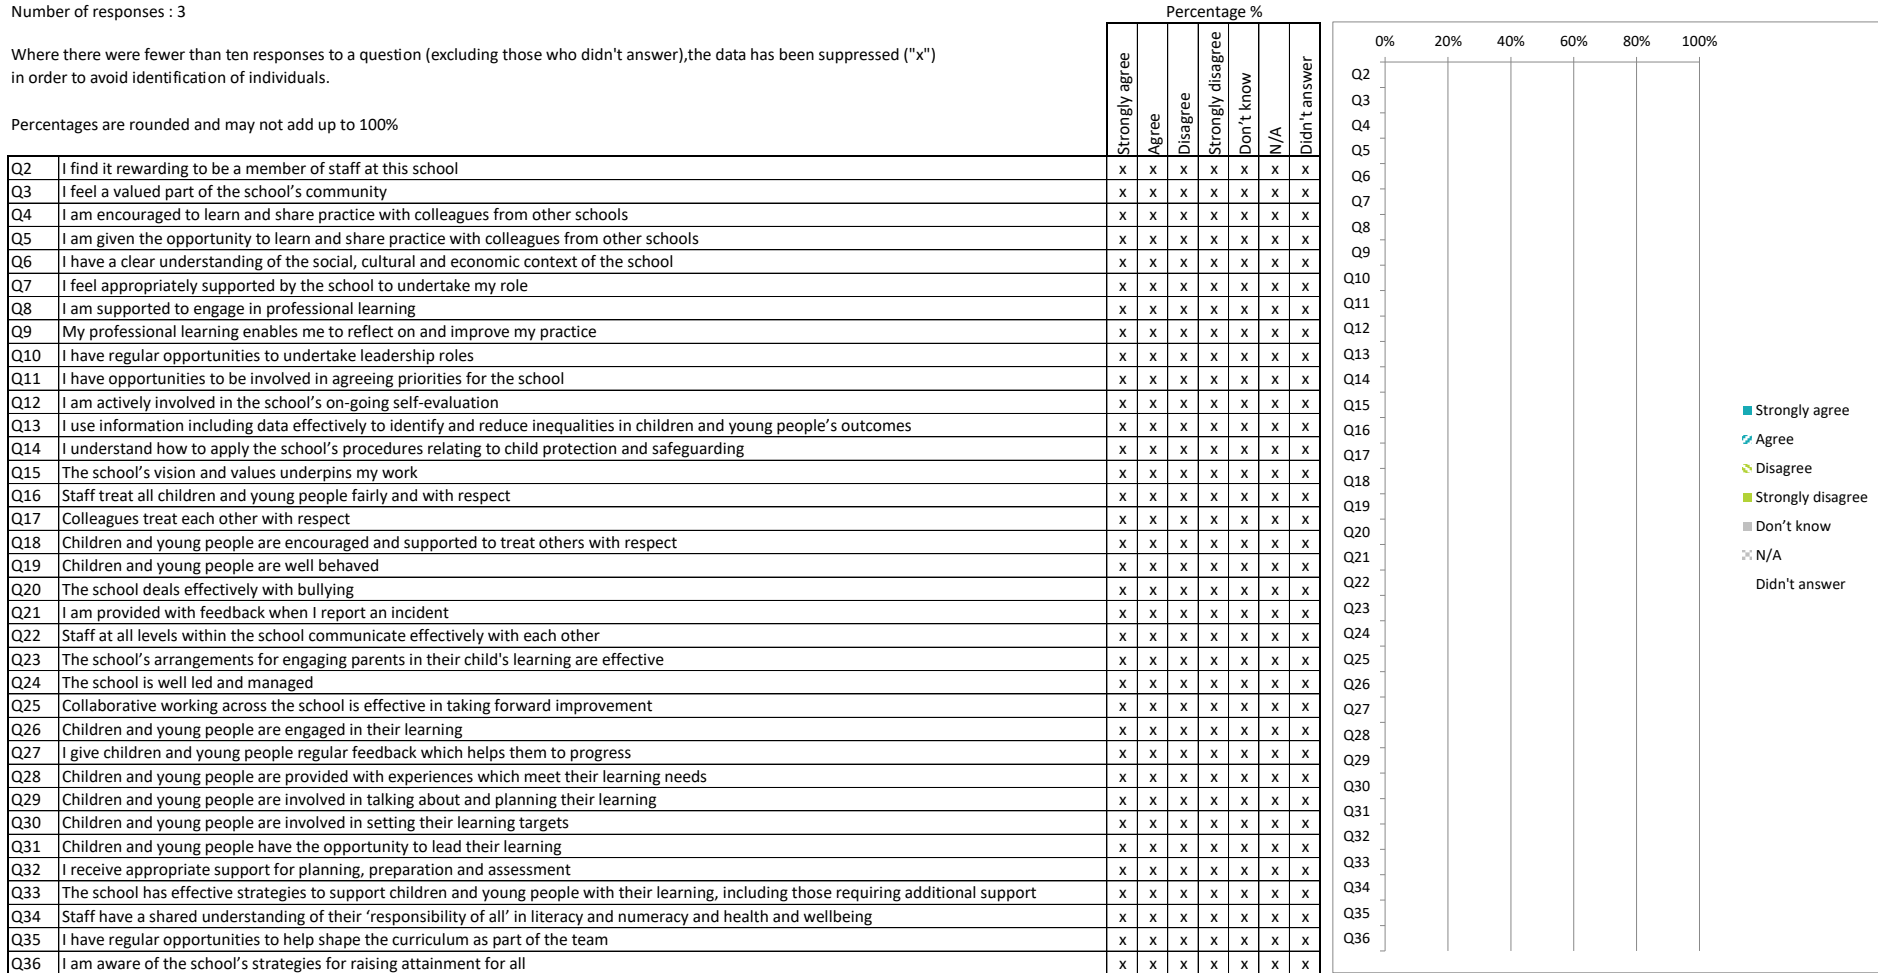 Number of responses : 3
Percentage %
Where there were fewer than ten responses to a question (excluding those who didn't answer),the data has been suppressed ("x")
in order to avoid identification of individuals.
Percentages are rounded and may not add up to 100%
Strongly agree
Agree
Disagree
Strongly disagree
Don't know
N/A
Didn't answer
Q2 I find it rewarding to be a member of staff at this school x x x x x x x
Q3 I feel a valued part of the school’s community x x x x x x x
Q4 I am encouraged to learn and share practice with colleagues from other schools x x x x x x x
Q5 I am given the opportunity to learn and share practice with colleagues from other schools x x x x x x x
Q6 I have a clear understanding of the social, cultural and economic context of the school x x x x x x x
Q7 I feel appropriately supported by the school to undertake my role x x x x x x x
Q8 I am supported to engage in professional learning x x x x x x x
Q9 My professional learning enables me to reflect on and improve my practice x x x x x x x
Q10 I have regular opportunities to undertake leadership roles x x x x x x x
Q11 I have opportunities to be involved in agreeing priorities for the school x x x x x x x
Q12 I am actively involved in the school’s on-going self-evaluation x x x x x x x
Q13 I use information including data effectively to identify and reduce inequalities in children and young people’s outcomes x x x x x x x
Q14 I understand how to apply the school’s procedures relating to child protection and safeguarding x x x x x x x
Q15 The school’s vision and values underpins my work x x x x x x x
Q16 Staff treat all children and young people fairly and with respect x x x x x x x
Q17 Colleagues treat each other with respect x x x x x x x
Q18 Children and young people are encouraged and supported to treat others with respect x x x x x x x
Q19 Children and young people are well behaved x x x x x x x
Q20 The school deals effectively with bullying x x x x x x x
Q21 I am provided with feedback when I report an incident x x x x x x x
Q22 Staff at all levels within the school communicate effectively with each other x x x x x x x
Q23 The school’s arrangements for engaging parents in their child's learning are effective x x x x x x x
Q24 The school is well led and managed x x x x x x x
Q25 Collaborative working across the school is effective in taking forward improvement x x x x x x x
Q26 Children and young people are engaged in their learning x x x x x x x
Q27 I give children and young people regular feedback which helps them to progress x x x x x x x
Q28 Children and young people are provided with experiences which meet their learning needs x x x x x x x
Q29 Children and young people are involved in talking about and planning their learning x x x x x x x
Q30 Children and young people are involved in setting their learning targets x x x x x x x
Q31 Children and young people have the opportunity to lead their learning x x x x x x x
Q32 I receive appropriate support for planning, preparation and assessment x x x x x x x
Q33 The school has effective strategies to support children and young people with their learning, including those requiring additional support x x x x x x x
Q34 Staff have a shared understanding of their ‘responsibility of all’ in literacy and numeracy and health and wellbeing x x x x x x x
Q35 I have regular opportunities to help shape the curriculum as part of the team x x x x x x x
Q36 I am aware of the school’s strategies for raising attainment for all x x x x x x x
0% 20% 40% 60% 80% 100%
Q2
Q3
Q4
Q5
Q6
Q7
Q8
Q9
Q10
Q11
Q12
Q13
Q14
Q15
Q16
Q17
Q18
Q19
Q20
Q21
Q22
Q23
Q24
Q25
Q26
Q27
Q28
Q29
Q30
Q31
Q32
Q33
Q34
Q35
Q36
Strongly agree
Agree
Disagree
Strongly disagree
Don’t know
N/A
Didn't answer